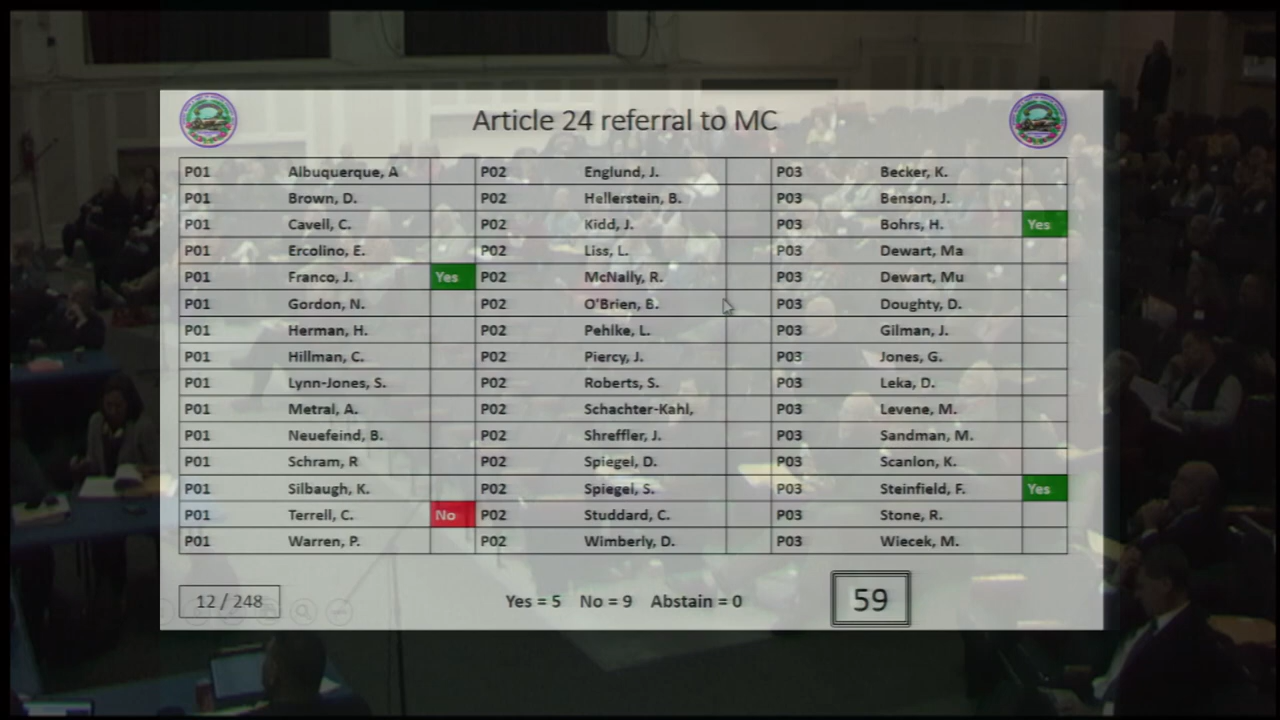 Article 24 referral to MC
P01 Albuquerque, A P02 Englund, J. P03 Becker, K.
P01 Brown, D. P02 Hellerstein, B. P03 Benson, J.
P01 Cavell, C. P02 Kidd, J. P03 Bohrs, H. Yes
P01 Ercolino, E. P02 Liss, L. P03 Dewart, Ma
P01 Franco, J. Yes P02 McNally, R. P03 Dewart, Mu
P01 Gordon, N. P02 O'Brien, B. P03 Doughty, D.
P01 Herman, H. P02 Pehlke, L. P03 Gilman, J.
P01 Hillman, C. P02 Piercy, J. P03 Jones, G.
P01 Lynn-Jones, S. P02 Roberts, S. P03 Leka, D.
P01 Metral, A. P02 Schachter-Kahl, P03 Levene, M.
P01 Neuefeind, B. P02 Shreffler, J. P03 Sandman, M.
P01 Schram, R P02 Spiegel, D. P03 Scanlon, K.
P01 Silbaugh, K. P02 Spiegel, S. P03 Steinfield, F. Yes
P01 Terrell, C. No P02 Studdard, C. P03 Stone, R.
P01 Warren, P. P02 Wimberly, D. P03 Wiecek, M.
12 / 248 Yes = 5 No = 9 Abstain = 0 59